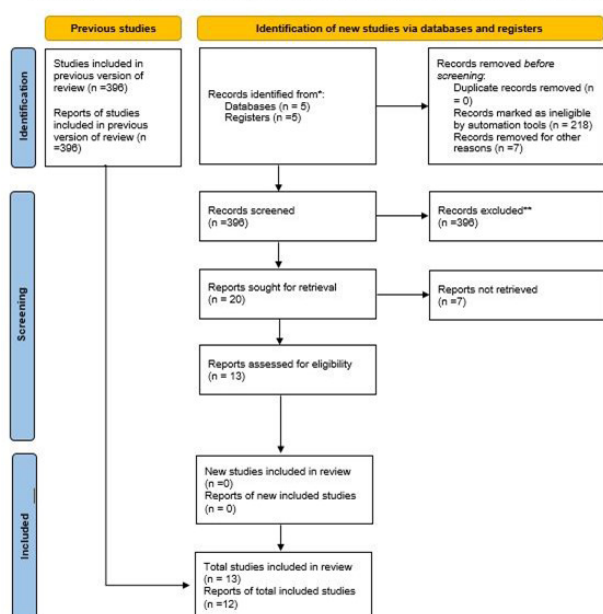 Previous studies
Identification of new studies via databases and registers
Identification
Studies included in
previous version of
review (n =396)
Reports of studies
included in previous
version of review (n
=396)
Records identified from*:
Databases (n = 5)
Registers (n =5)
Records removed before
screening:
Duplicate records removed (n
= 0)
Records marked as ineligible
by automation tools (n = 218)
Records removed for other
reasons (n =7)
Screening
Records screened
(n =396)
Records excluded**
(n =396)
Reports sought for retrieval
(n = 20)
Reports not retrieved
(n =7)
Reports assessed for eligibility
(n = 13)
Included
New studies included in review
(n =0)
Reports of new included studies
(n = 0)
Total studies included in review
(n = 13)
Reports of total included studies
(n =12)